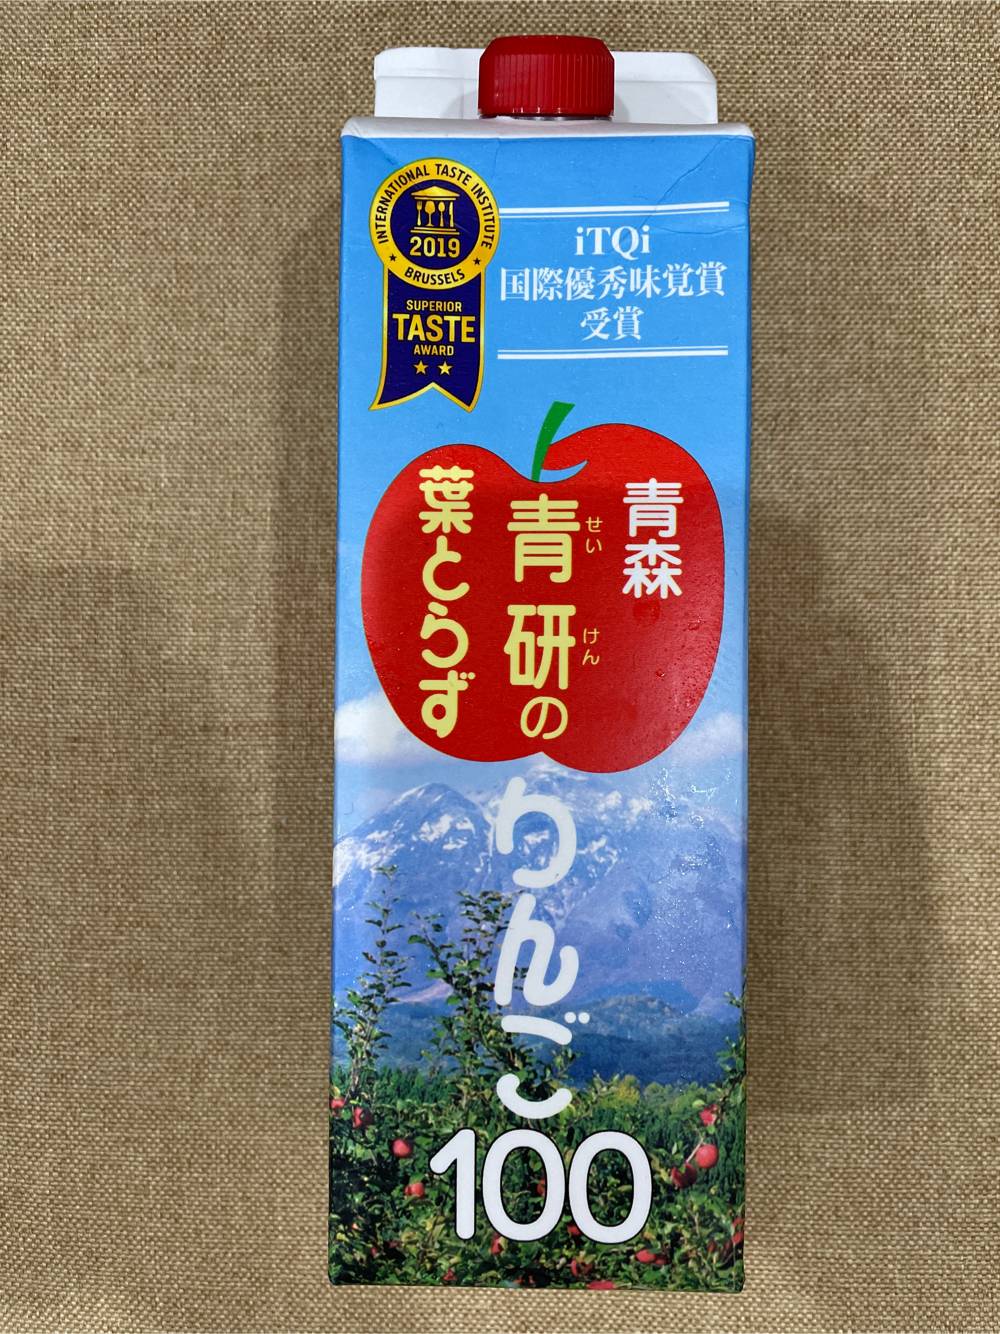 INTERNATIONAL TASTE INSTITUTE
2019
BRUSSELS
SUPERIOR
TASTE
AWARD
iTQi
国際優秀味覚賞
受賞
青森
青研の
せいけん
葉とらず
りんご
100